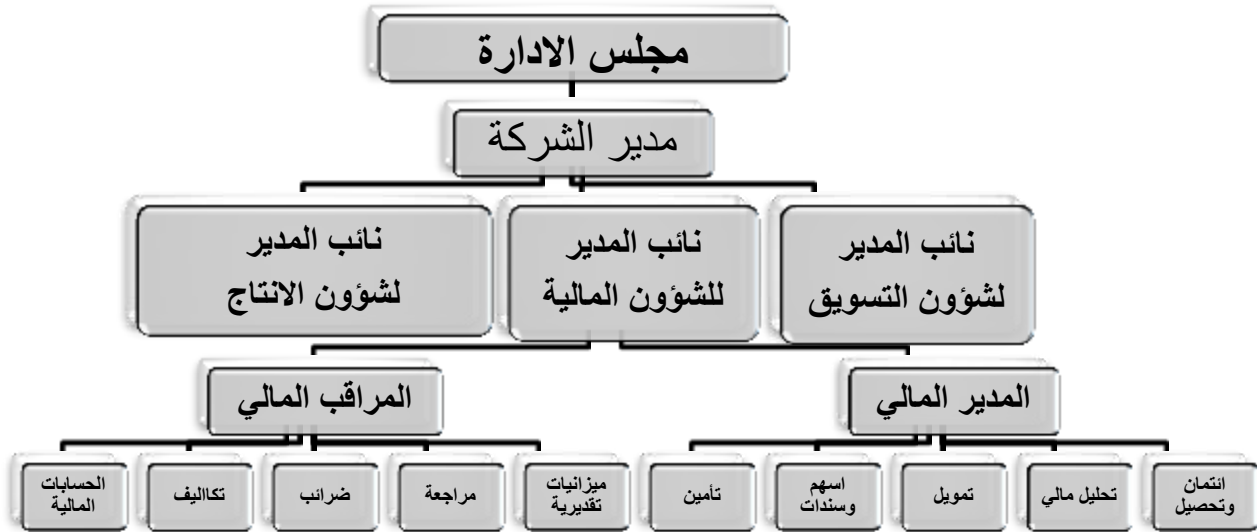 مجلس الادارة
مدير الشركة
نائب المدير
لشؤون التسويق
نائب المدير
للشؤون المالية
نائب المدير
لشؤون الانتاج
المدير المالي
المراقب المالي
ائتمان
وتحصيل
تحليل مالي
تمويل
اسهم
وسندات
تأمين
ميزانيات
تقديرية
مراجعة
ضرائب
تكااليف
الحسابات
المالية